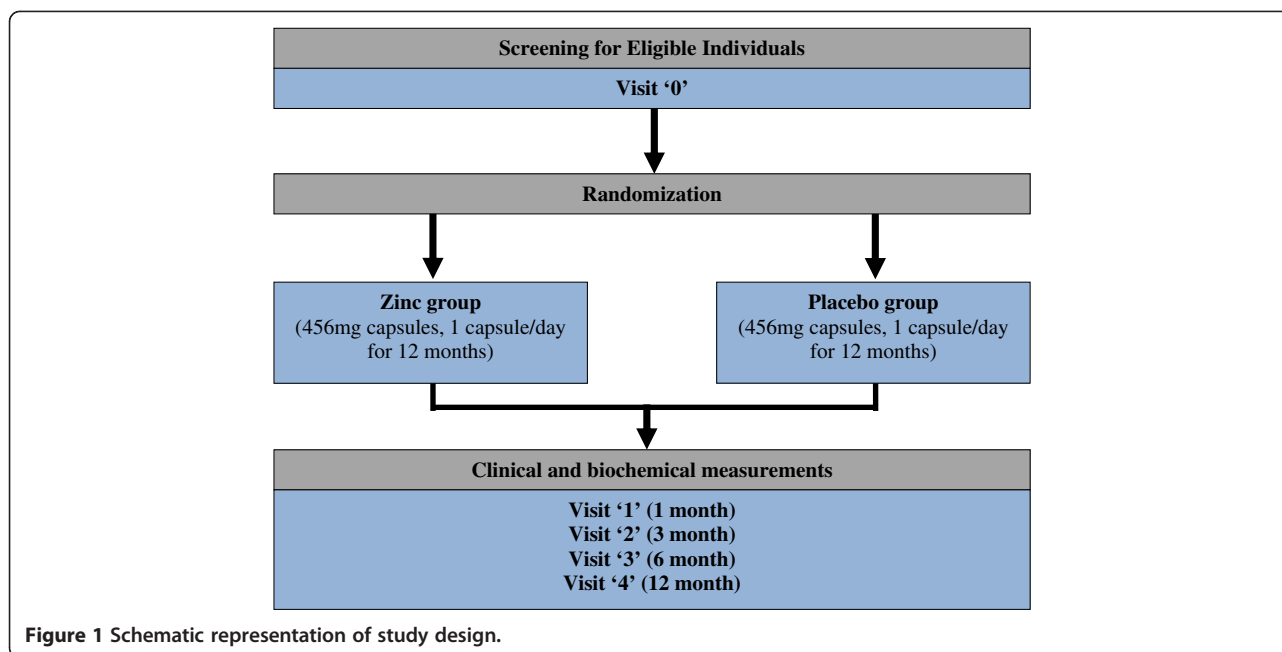 Screening for Eligible Individuals
Visit ‘0’
Randomization
Zinc group
(456mg capsules, 1 capsule/day
for 12 months)
Placebo group
(456mg capsules, 1 capsule/day
for 12 months)
Clinical and biochemical measurements
Visit ‘1’ (1 month)
Visit ‘2’ (3 month)
Visit ‘3’ (6 month)
Visit ‘4’ (12 month)
Figure 1 Schematic representation of study design.